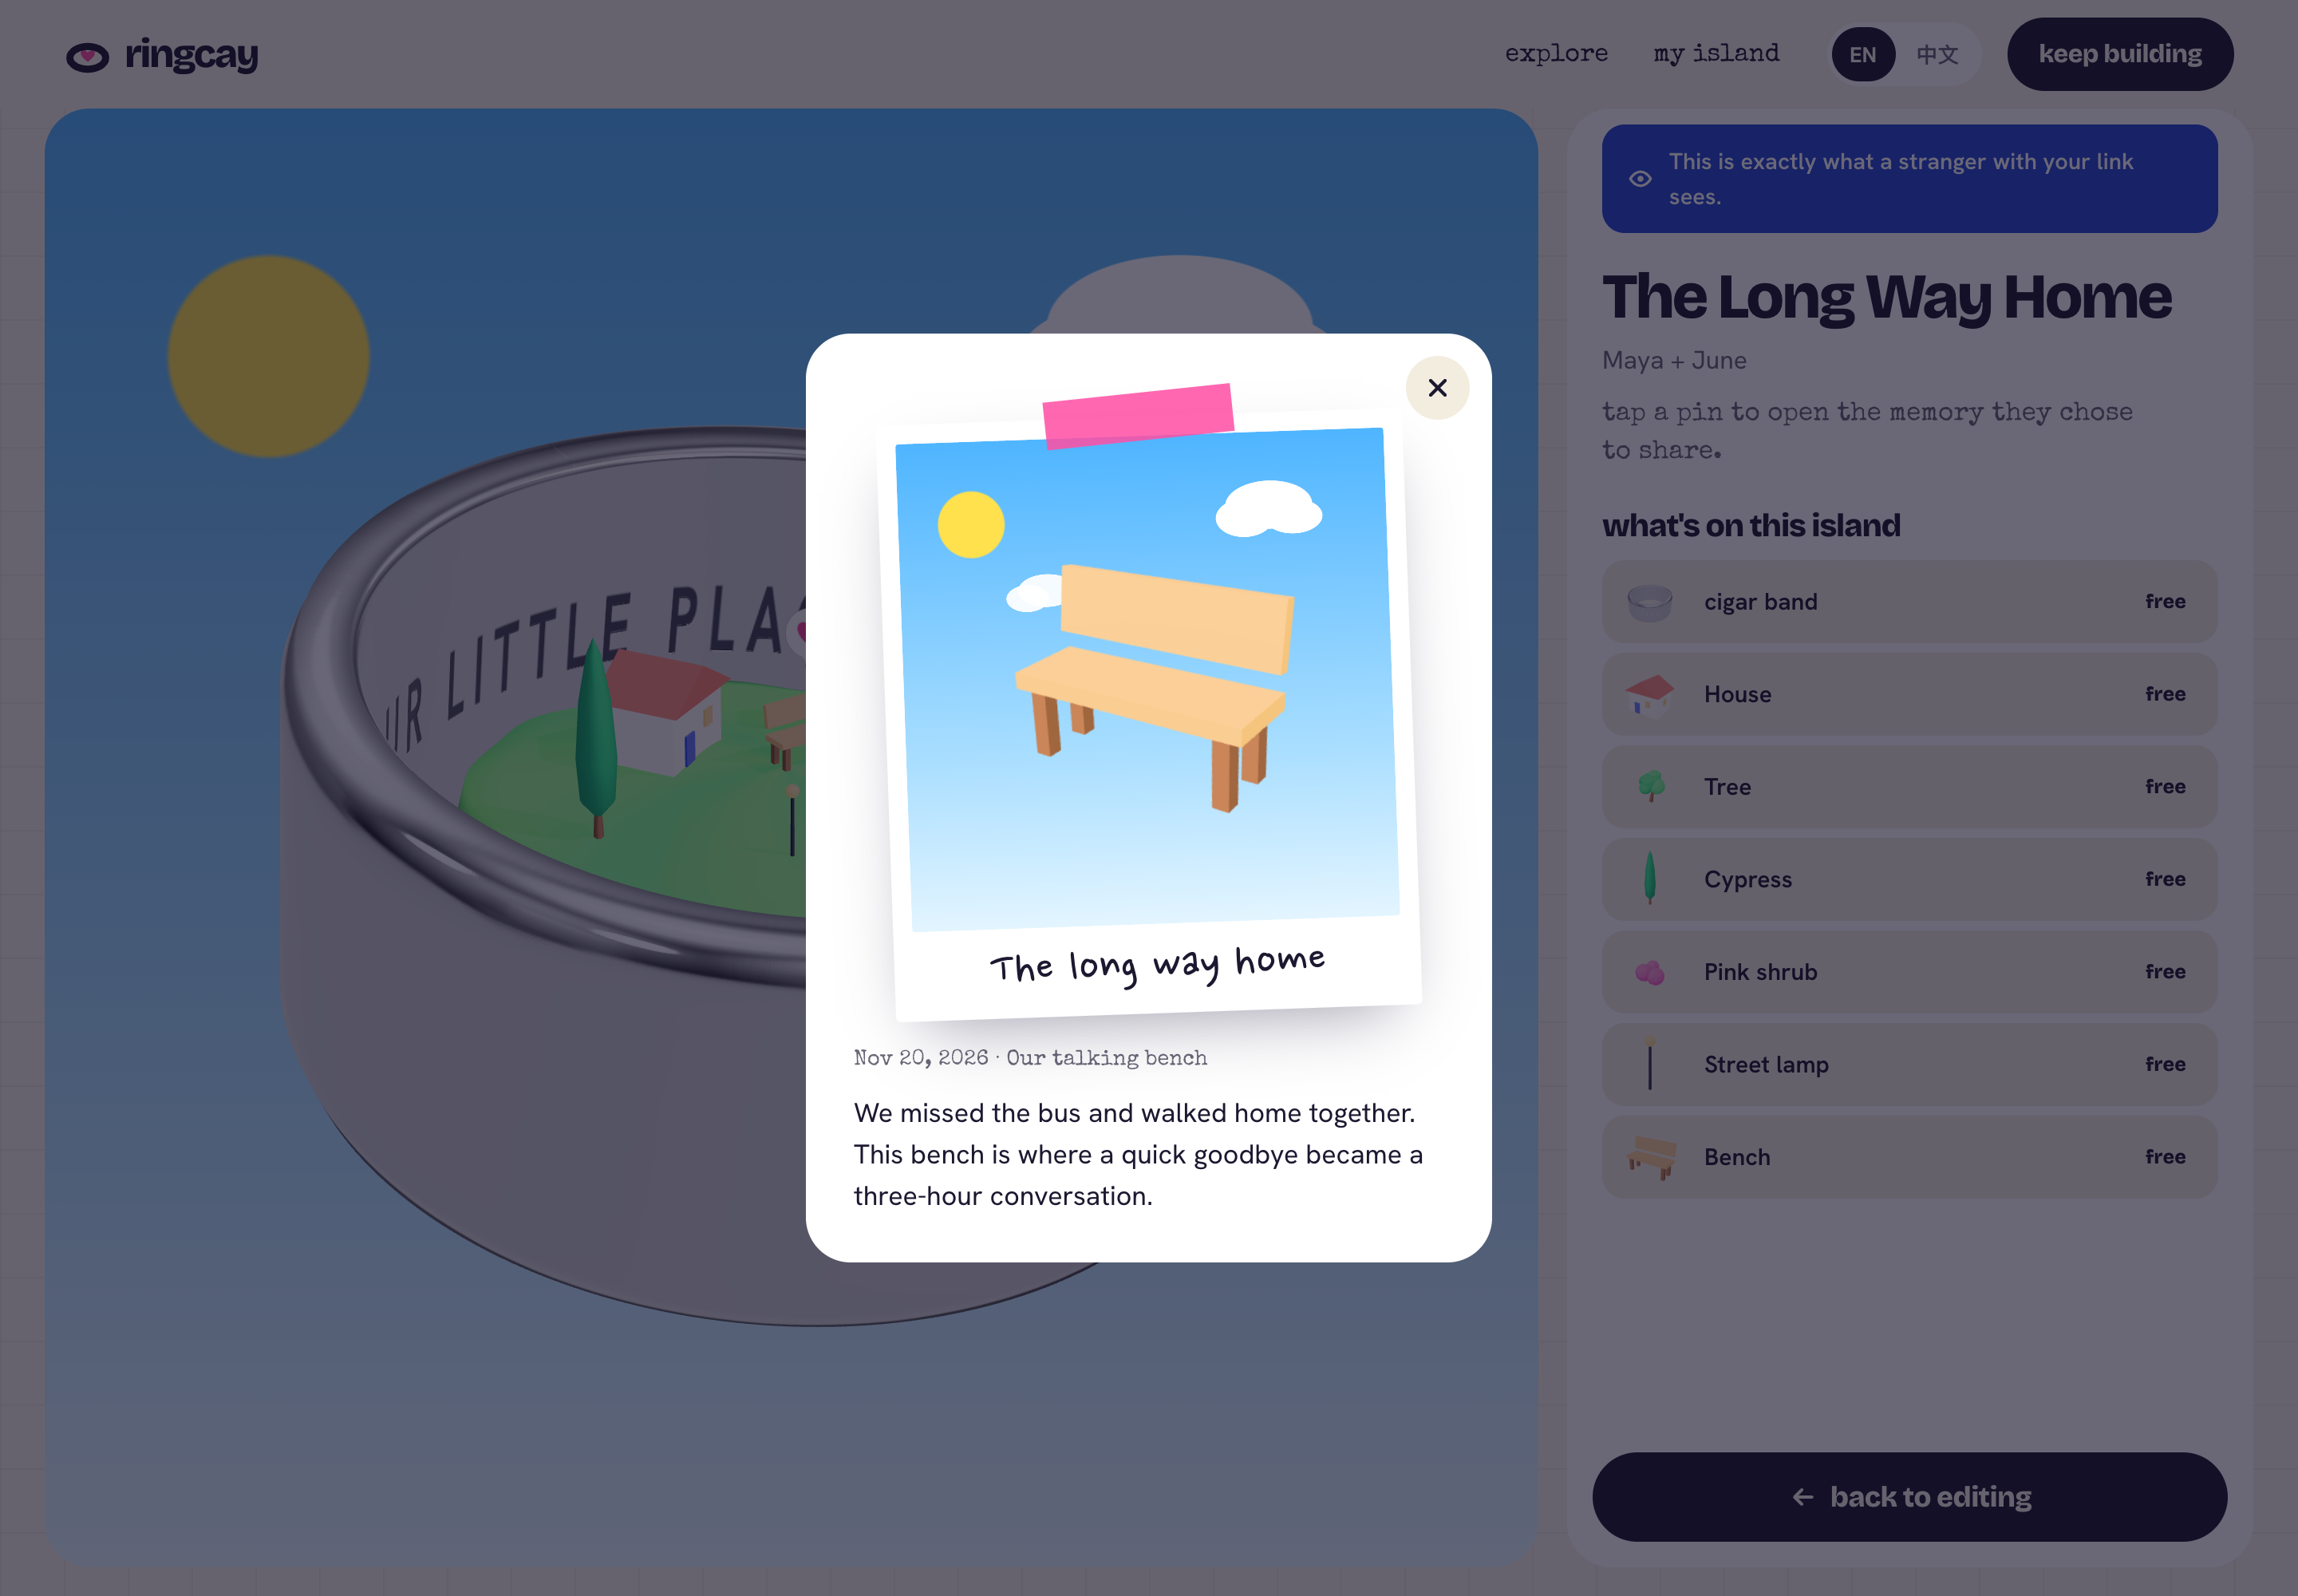 ringcay
explore
my island
EN
中文
keep building
This is exactly what a stranger with your link
sees.
The Long Way Home
Maya + June
tap a pin to open the memory they chose
to share.
what's on this island
cigar band
free
House
free
Tree
free
Cypress
free
Pink shrub
free
Street lamp
free
Bench
free
back to editing
LITTLE
The long way home
Nov 20, 2026 · Our talking bench
We missed the bus and walked home together.
This bench is where a quick goodbye became a
three-hour conversation.